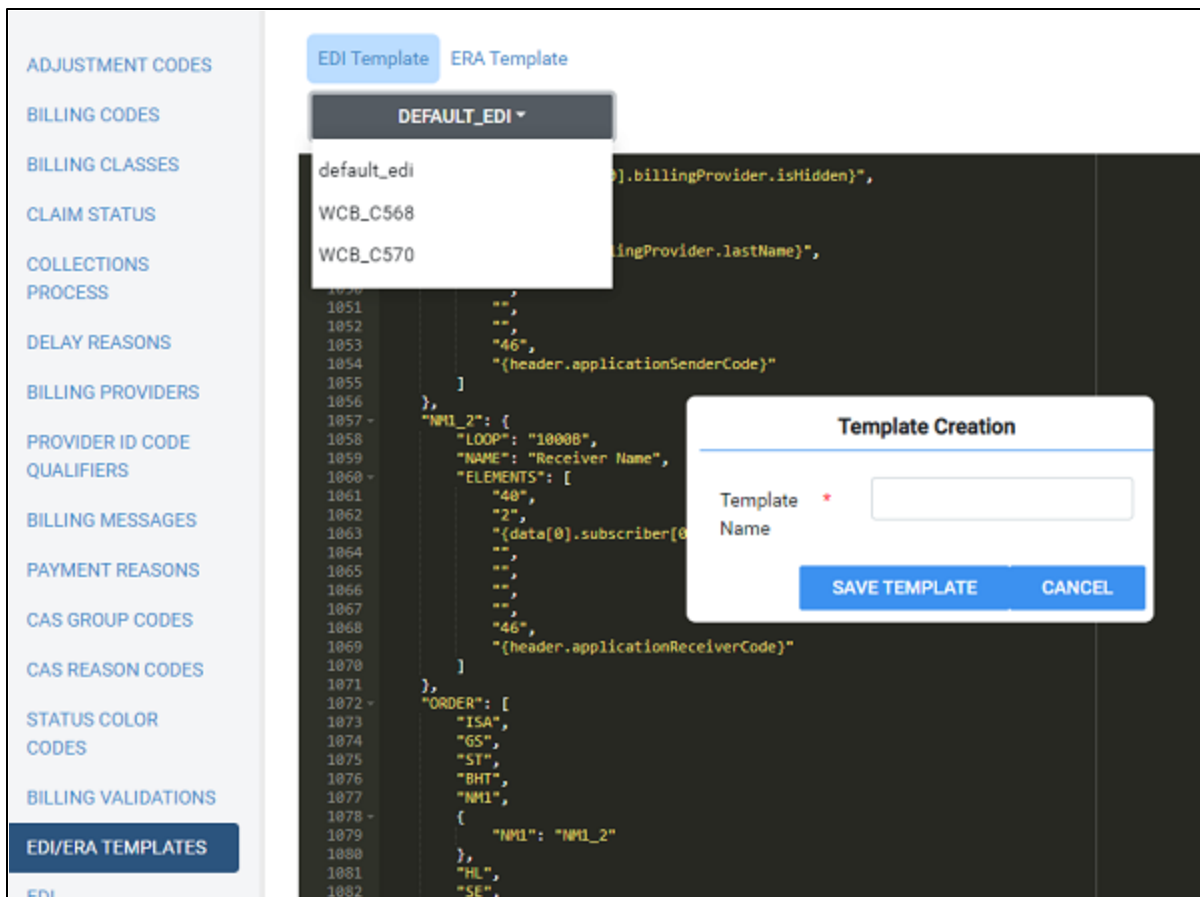 ADJUSTMENT CODES
BILLING CODES
BILLING CLASSES
CLAIM STATUS
COLLECTIONS
PROCESS
DELAY REASONS
BILLING PROVIDERS
PROVIDER ID CODE
QUALIFIERS
BILLING MESSAGES
PAYMENT REASONS
CAS GROUP CODES
CAS REASON CODES
STATUS COLOR
CODES
BILLING VALIDATIONS
EDI/ERA TEMPLATES
EDI
EDI Template ERA Template
DEFAULT_EDI
default_edi
WCB_C568
WCB_C570
].billingProvider.isHidden}",
lingProvider.lastName}",
1050 ",
1051 "",
1052 "",
1053 "46",
1054 "{header.applicationSenderCode}"
1055 ]
1056 },
1057 "NM1_2": {
1058 "LOOP": "1000B",
1059 "NAME": "Receiver Name",
1060 "ELEMENTS": [
1061 "40",
1062 "2",
1063 "{data[0].subscriber[0
1064 "",
1065 "",
1066 "",
1067 "",
1068 "46",
1069 "{header.applicationReceiverCode}"
1070 ]
1071 },
1072 "ORDER": [
1073 "ISA",
1074 "GS",
1075 "ST",
1076 "BHT",
1077 "NM1",
1078 {
1079 "NM1": "NM1_2"
1080 },
1081 "HL",
1082 "SE",
Template Creation
Template *
Name
SAVE TEMPLATE CANCEL